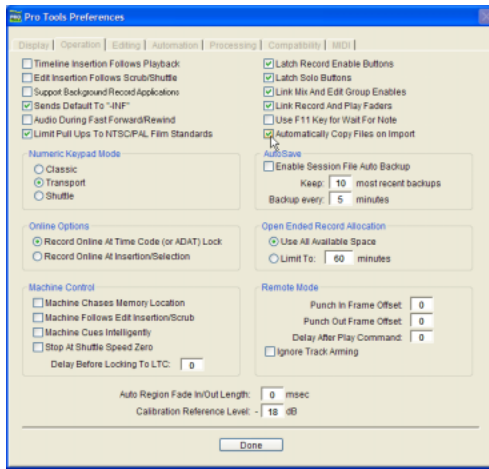 Pro Tools Preferences
Display Operation Editing Automation Processing Compatibility MIDI
Timeline Insertion Follows Playback
Edit Insertion Follows Scrub/Shuttle
Support Background Record Applications
Sends Default To "-INF"
Audio During Fast Forward/Rewind
Limit Pull Ups To NTSC/PAL Film Standards
Latch Record Enable Buttons
Latch Solo Buttons
Link Mix And Edit Group Enables
Link Record And Play Faders
Use F11 Key for Wait For Note
Automatically Copy Files on Import
Numeric Keypad Mode
Classic
Transport
Shuttle
AutoSave
Enable Session File Auto Backup
Keep: 10 most recent backups
Backup every: 5 minutes
Online Options
Record Online At Time Code (or ADAT) Lock
Record Online At Insertion/Selection
Open Ended Record Allocation
Use All Available Space
Limit To: 60 minutes
Machine Control
Machine Chases Memory Location
Machine Follows Edit Insertion/Scrub
Machine Cues Intelligently
Stop At Shuttle Speed Zero
Delay Before Locking To LTC: 0
Remote Mode
Punch In Frame Offset: 0
Punch Out Frame Offset: 0
Delay After Play Command: 0
Ignore Track Arming
Auto Region Fade In/Out Length: 0 msec
Calibration Reference Level: - 18 dB
Done